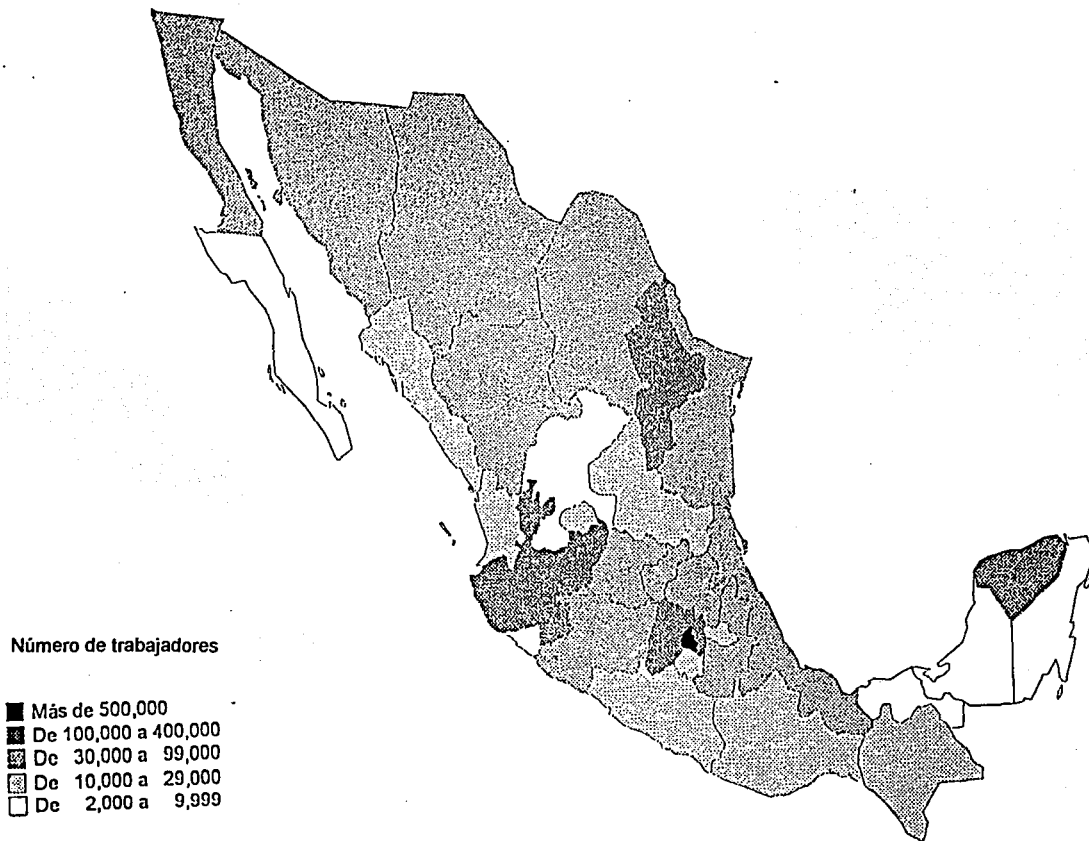 Número de trabajadores
Más de 500,000
De 100,000 a 400,000
De 30,000 a 99,000
De 10,000 a 29,000
De 2,000 a 9,999